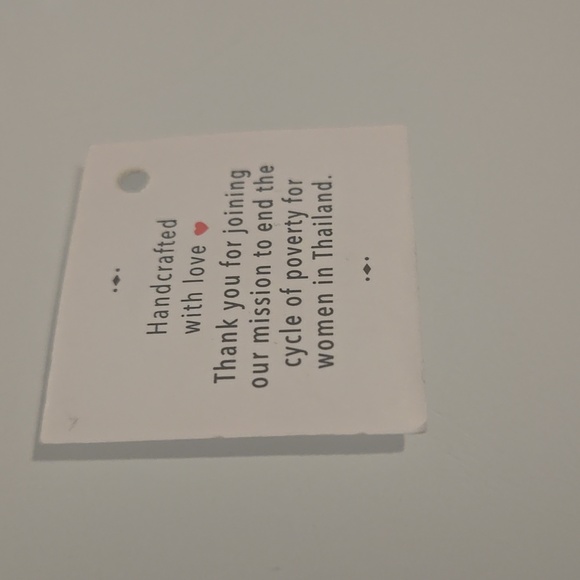 Handcrafted
with love ♥
Thank you for joining
our mission to end the
cycle of poverty for
women in Thailand.